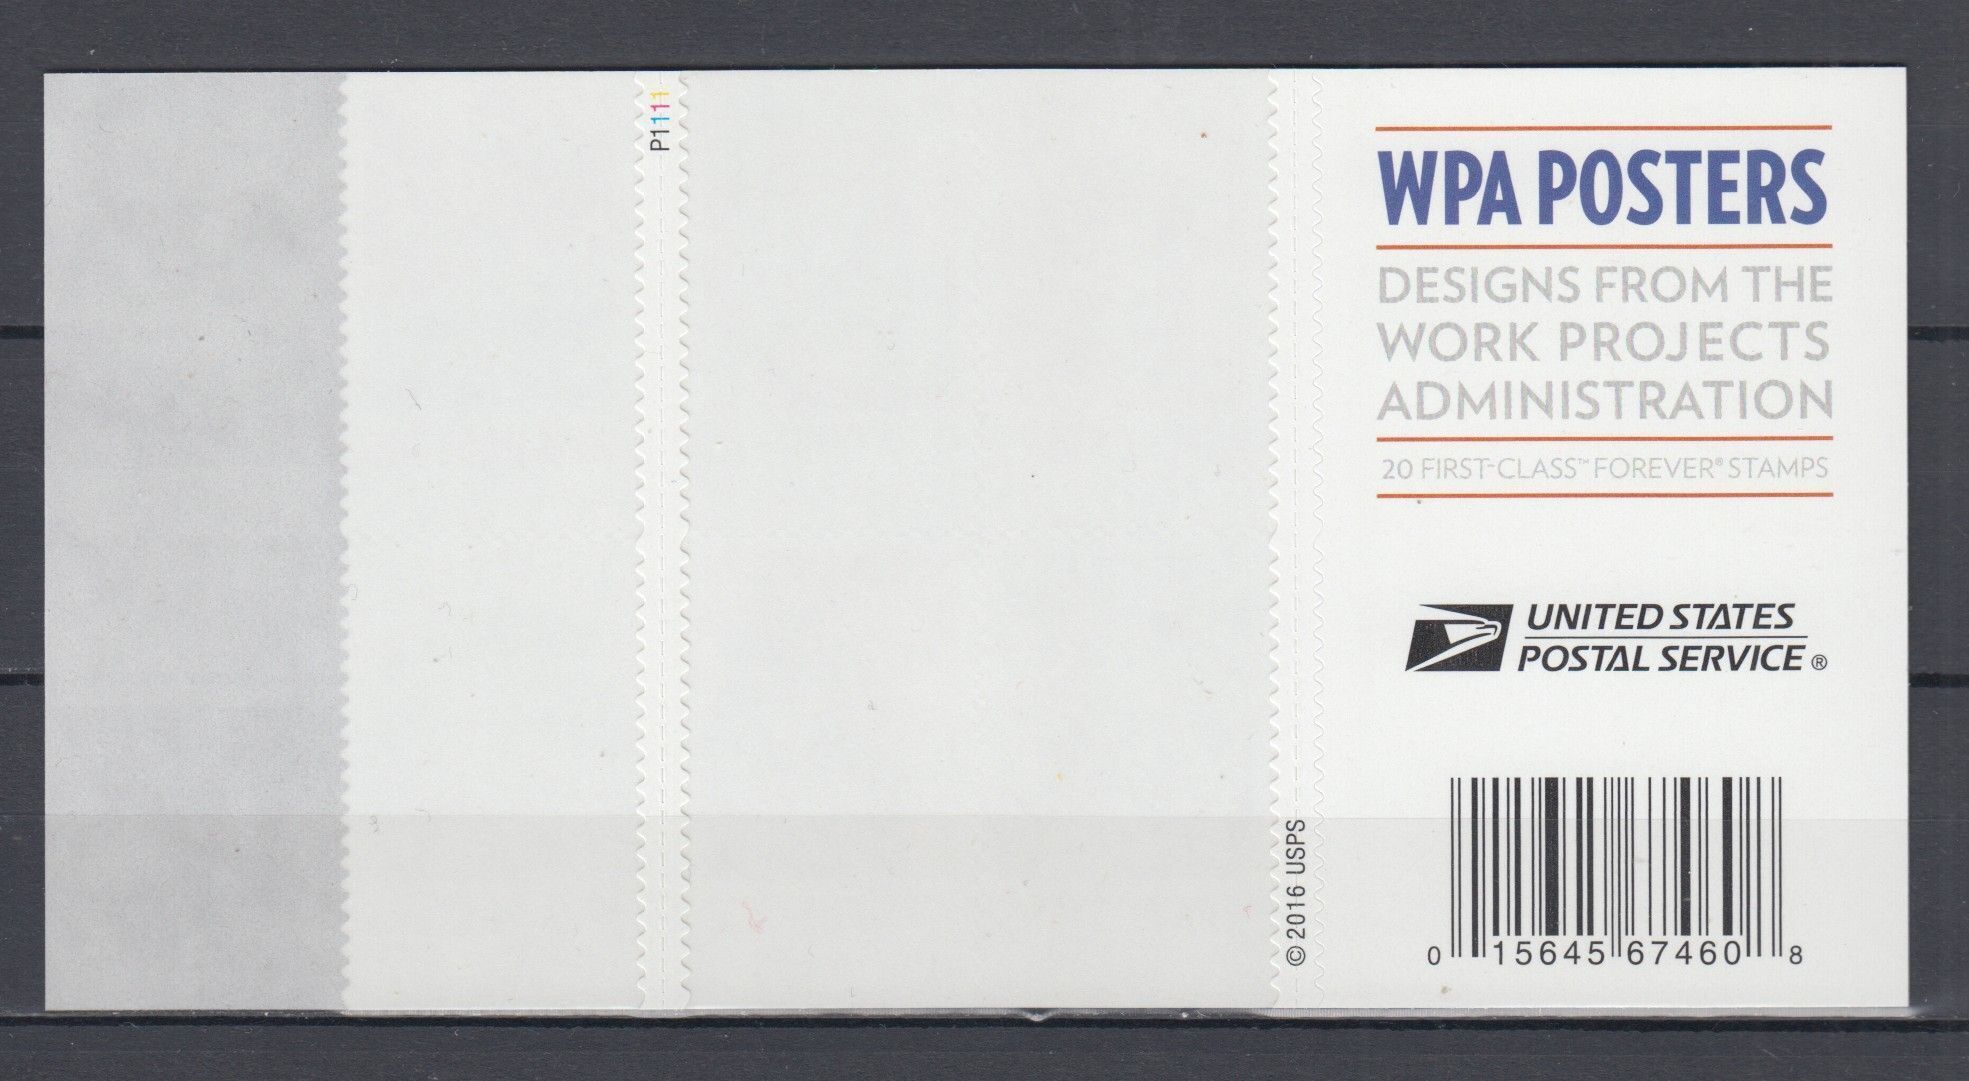 P1111
WPA POSTERS
DESIGNS FROM THE
WORK PROJECTS
ADMINISTRATION
20 FIRST-CLASS™ FOREVER® STAMPS
UNITED STATES
POSTAL SERVICE®
© 2016 USPS
0 15645 67460 8